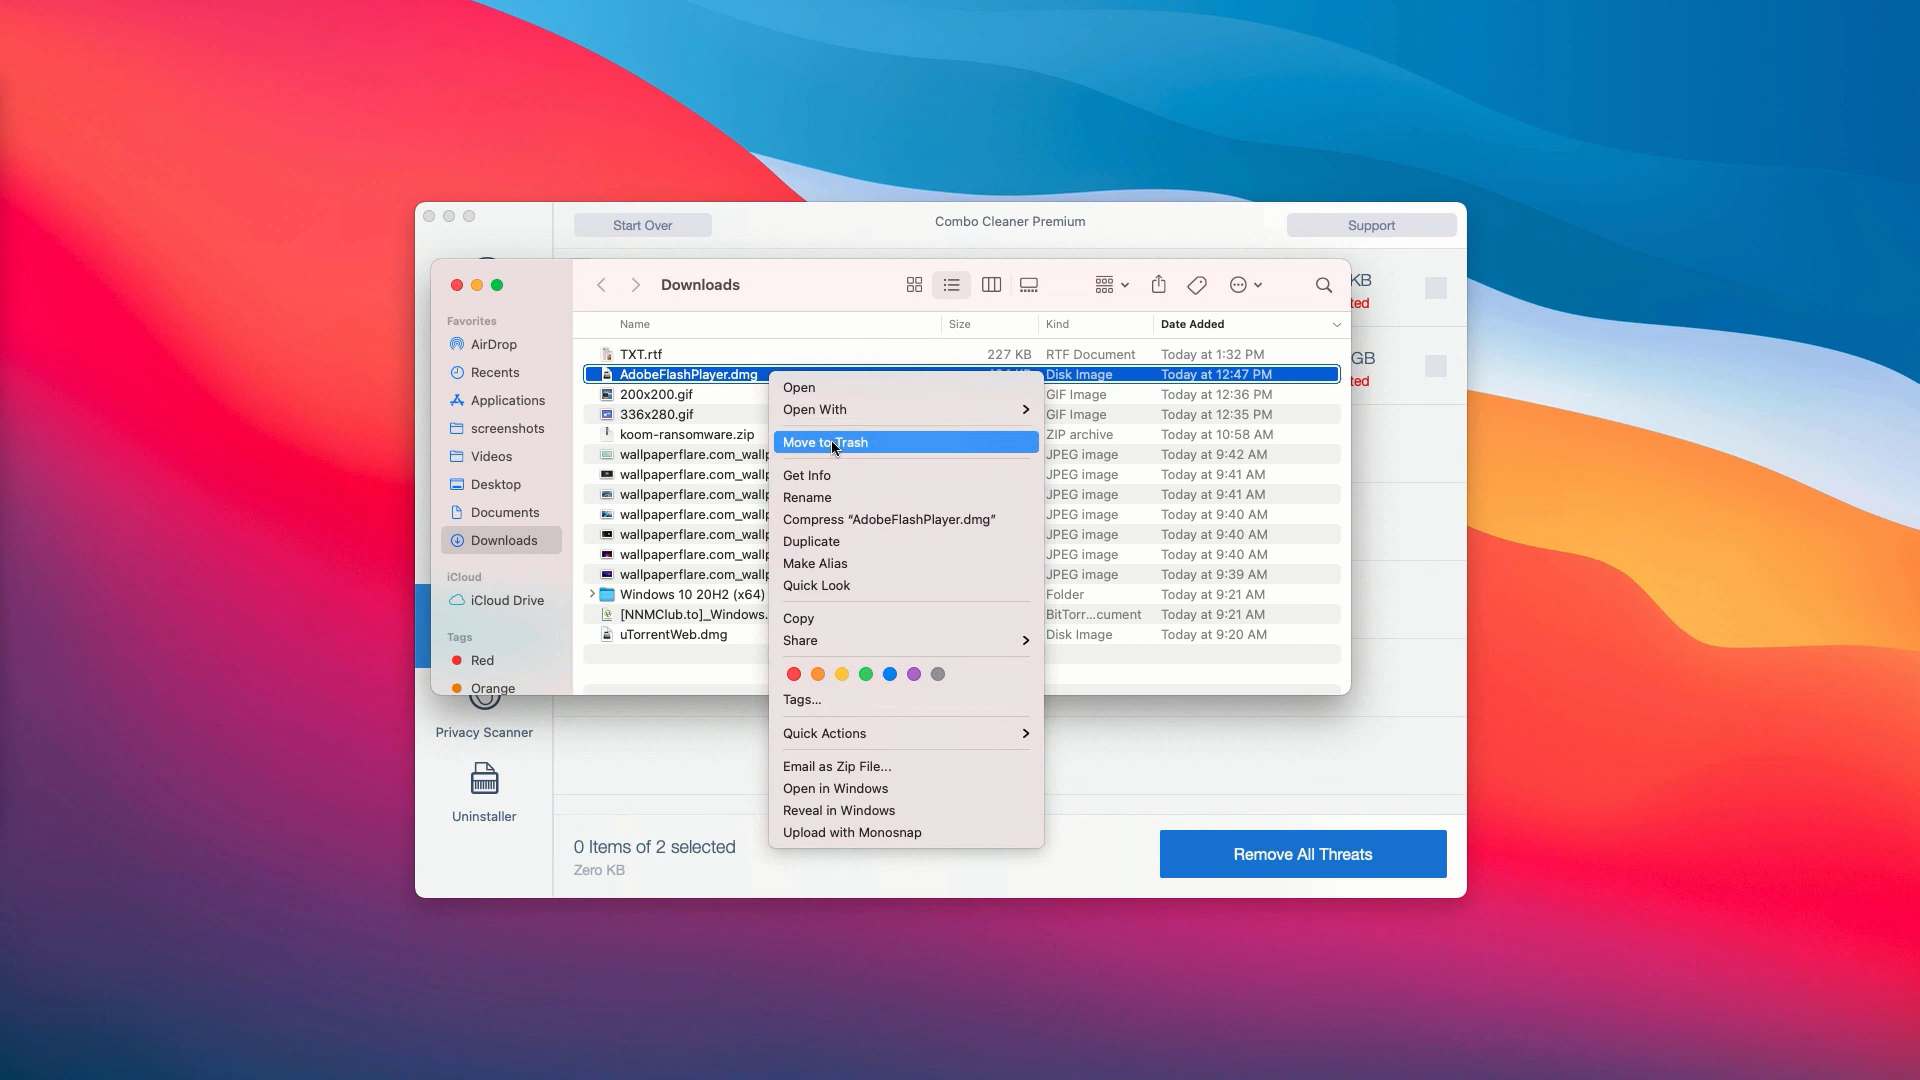 Start Over
Combo Cleaner Premium
Support
KB
ted
GB
ted
Downloads
Favorites
AirDrop
Recents
Applications
screenshots
Videos
Desktop
Documents
Downloads
iCloud
iCloud Drive
Tags
Red
Orange
Name Size Kind Date Added
TXT.rtf 227 KB RTF Document Today at 1:32 PM
AdobeFlashPlayer.dmg Disk Image Today at 12:47 PM
200x200.gif GIF Image Today at 12:36 PM
336x280.gif GIF Image Today at 12:35 PM
koom-ransomware.zip ZIP archive Today at 10:58 AM
wallpaperflare.com_wallp JPEG image Today at 9:42 AM
wallpaperflare.com_wallp JPEG image Today at 9:41 AM
wallpaperflare.com_wallp JPEG image Today at 9:41 AM
wallpaperflare.com_wallp JPEG image Today at 9:40 AM
wallpaperflare.com_wallp JPEG image Today at 9:40 AM
wallpaperflare.com_wallp JPEG image Today at 9:40 AM
wallpaperflare.com_wallp JPEG image Today at 9:39 AM
Windows 10 20H2 (x64) Folder Today at 9:21 AM
[NNMClub.to]_Windows. BitTorr...cument Today at 9:21 AM
uTorrentWeb.dmg Disk Image Today at 9:20 AM
Open
Open With
Move to Trash
Get Info
Rename
Compress “AdobeFlashPlayer.dmg”
Duplicate
Make Alias
Quick Look
Copy
Share
Tags...
Quick Actions
Email as Zip File...
Open in Windows
Reveal in Windows
Upload with Monosnap
Privacy Scanner
Uninstaller
0 Items of 2 selected
Zero KB
Remove All Threats